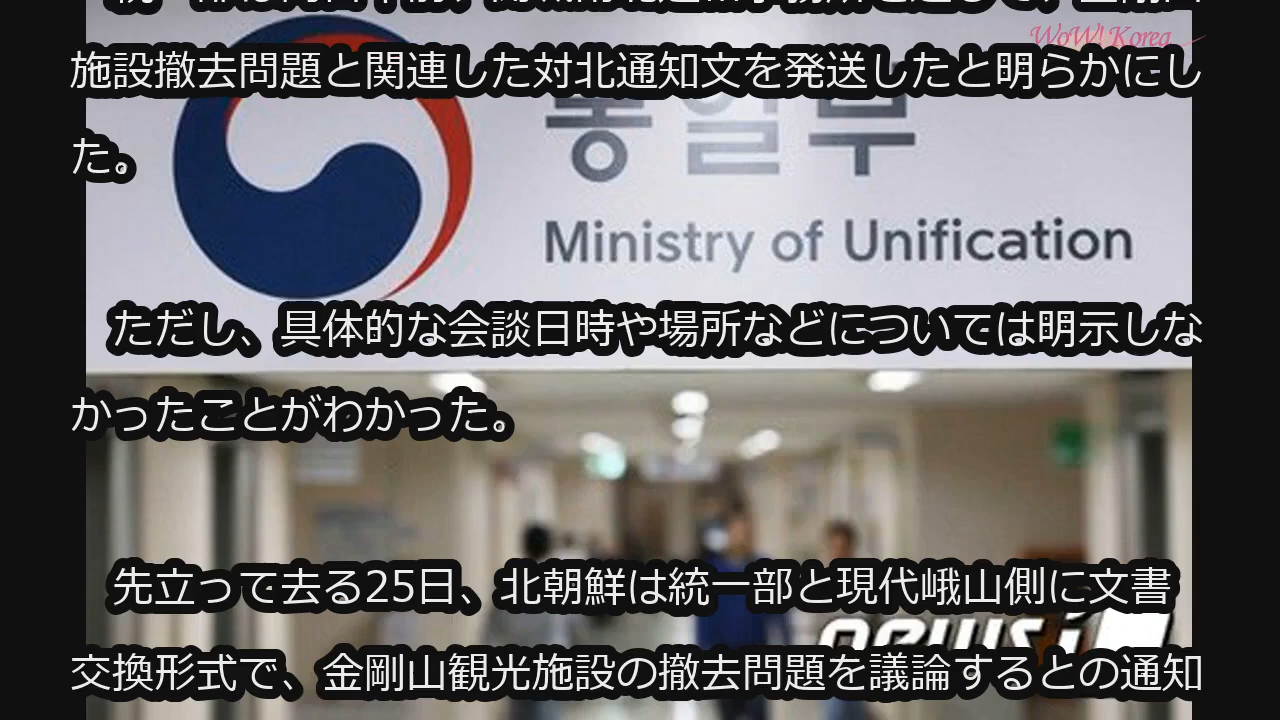 WoW! Korea
施設撤去問題と関連した対北通知文を発送したと明らかにし
た。
통일부
Ministry of Unification
ただし、具体的な会談日時や場所などについては明示しな
かったことがわかった。
先立って去る25日、北朝鮮は統一部と現代峨山側に文書
news1
交換形式で、金剛山観光施設の撤去問題を議論するとの通知